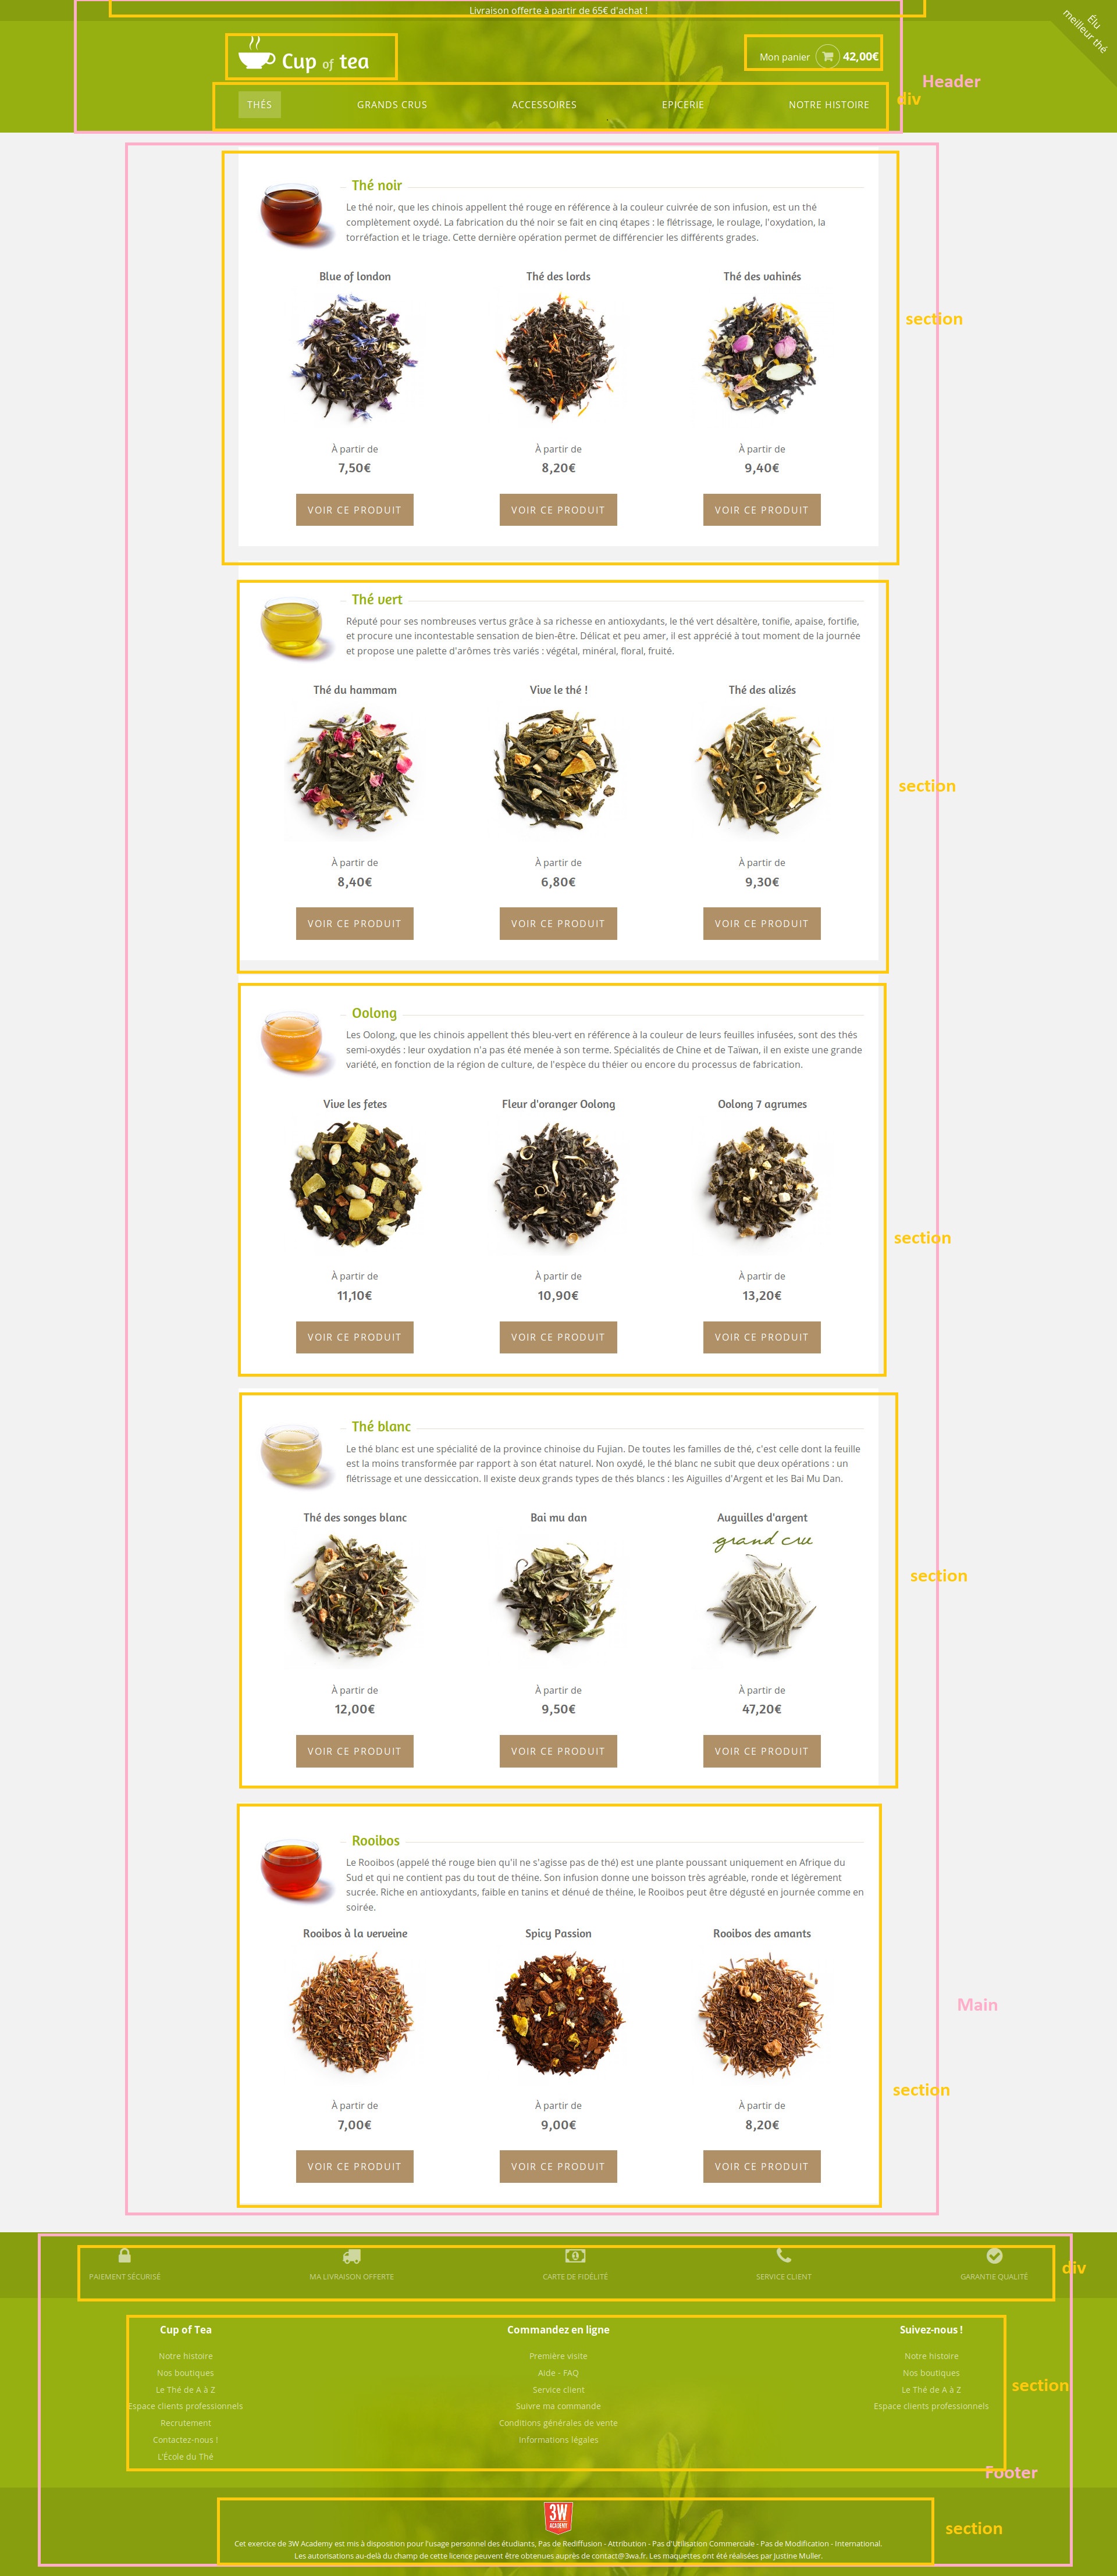 Livraison offerte à partir de 65€ d'achat !
Élu
meilleur thé
Cup of tea
Mon panier 42,00€
Header
div
THÉS GRANDS CRUS ACCESSOIRES EPICERIE NOTRE HISTOIRE
Thé noir
Le thé noir, que les chinois appellent thé rouge en référence à la couleur cuivrée de son infusion, est un thé
complètement oxydé. La fabrication du thé noir se fait en cinq étapes : le flétrissage, le roulage, l'oxydation, la
torréfaction et le triage. Cette dernière opération permet de différencier les différents grades.
Blue of london Thé des lords Thé des vahinés
section
À partir de À partir de À partir de
7,50€ 8,20€ 9,40€
VOIR CE PRODUIT VOIR CE PRODUIT VOIR CE PRODUIT
Thé vert
Réputé pour ses nombreuses vertus grâce à sa richesse en antioxydants, le thé vert désaltère, tonifie, apaise, fortifie,
et procure une incontestable sensation de bien-être. Délicat et peu amer, il est apprécié à tout moment de la journée
et propose une palette d'arômes très variés : végétal, minéral, floral, fruité.
Thé du hammam Vive le thé ! Thé des alizés
section
À partir de À partir de À partir de
8,40€ 6,80€ 9,30€
VOIR CE PRODUIT VOIR CE PRODUIT VOIR CE PRODUIT
Oolong
Les Oolong, que les chinois appellent thés bleu-vert en référence à la couleur de leurs feuilles infusées, sont des thés
semi-oxydés : leur oxydation n'a pas été menée à son terme. Spécialités de Chine et de Taïwan, il en existe une grande
variété, en fonction de la région de culture, de l'espèce du théier ou encore du processus de fabrication.
Vive les fetes Fleur d'oranger Oolong Oolong 7 agrumes
section
À partir de À partir de À partir de
11,10€ 10,90€ 13,20€
VOIR CE PRODUIT VOIR CE PRODUIT VOIR CE PRODUIT
Thé blanc
Le thé blanc est une spécialité de la province chinoise du Fujian. De toutes les familles de thé, c'est celle dont la feuille
est la moins transformée par rapport à son état naturel. Non oxydé, le thé blanc ne subit que deux opérations : un
flétrissage et une dessiccation. Il existe deux grands types de thés blancs : les Aiguilles d'Argent et les Bai Mu Dan.
Thé des songes blanc Bai mu dan Auguilles d'argent
grand cru
section
À partir de À partir de À partir de
12,00€ 9,50€ 47,20€
VOIR CE PRODUIT VOIR CE PRODUIT VOIR CE PRODUIT
Rooibos
Le Rooibos (appelé thé rouge bien qu'il ne s'agisse pas de thé) est une plante poussant uniquement en Afrique du
Sud et qui ne contient pas du tout de théine. Son infusion donne une boisson très agréable, ronde et légèrement
sucrée. Riche en antioxydants, faible en tanins et dénué de théine, le Rooibos peut être dégusté en journée comme en
soirée.
Rooibos à la verveine Spicy Passion Rooibos des amants
Main
section
À partir de À partir de À partir de
7,00€ 9,00€ 8,20€
VOIR CE PRODUIT VOIR CE PRODUIT VOIR CE PRODUIT
div
PAIEMENT SÉCURISÉ MA LIVRAISON OFFERTE CARTE DE FIDÉLITÉ SERVICE CLIENT GARANTIE QUALITÉ
Cup of Tea Commandez en ligne Suivez-nous !
Notre histoire Première visite Notre histoire
Nos boutiques Aide - FAQ Nos boutiques
Le Thé de A à Z Service client Le Thé de A à Z
section
Espace clients professionnels Suivre ma commande Espace clients professionnels
Recrutement Conditions générales de vente
Contactez-nous ! Informations légales
L'École du Thé
Footer
3W
ACADEMY
section
Cet exercice de 3W Academy est mis à disposition pour l'usage personnel des étudiants, Pas de Rediffusion - Attribution - Pas d'Utilisation Commerciale - Pas de Modification - International.
Les autorisations au-delà du champ de cette licence peuvent être obtenues auprès de contact@3wa.fr. Les maquettes ont été réalisées par Justine Muller.